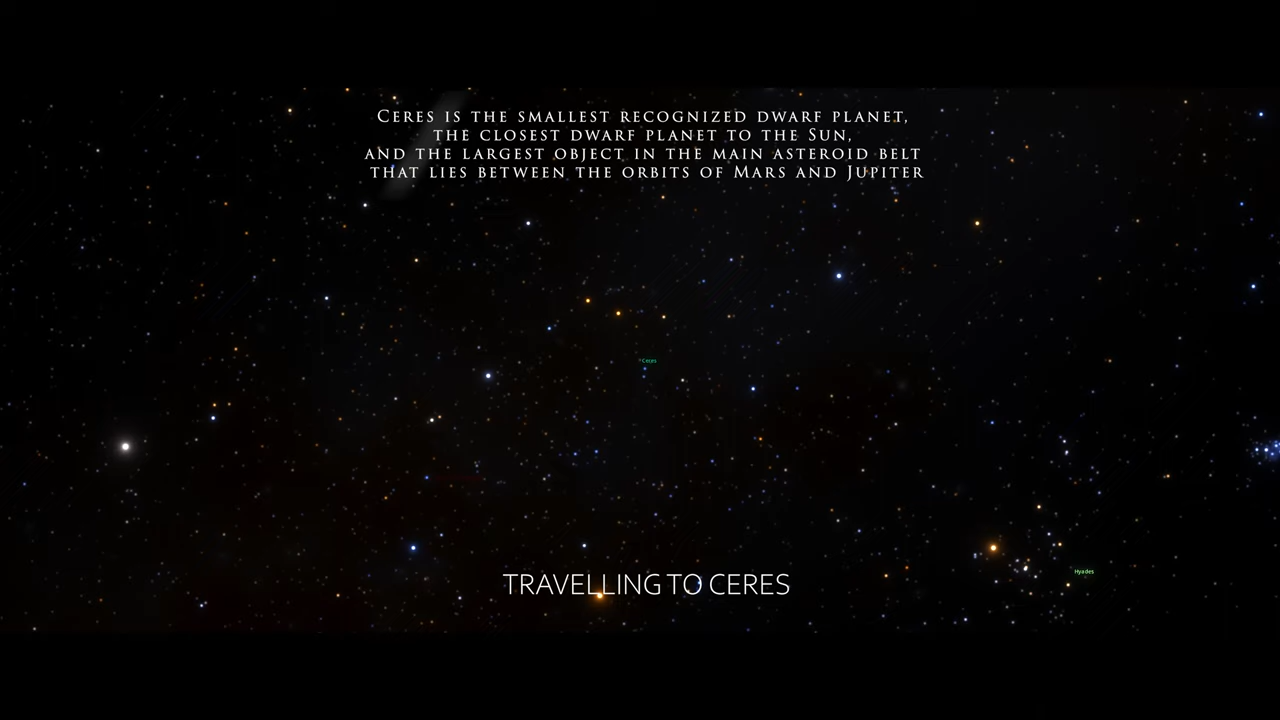 CERES IS THE SMALLEST RECOGNIZED DWARF PLANET,
THE CLOSEST DWARF PLANET TO THE SUN,
AND THE LARGEST OBJECT IN THE MAIN ASTEROID BELT
THAT LIES BETWEEN THE ORBITS OF MARS AND JUPITER
Ceres
Hyades
TRAVELLING TO CERES